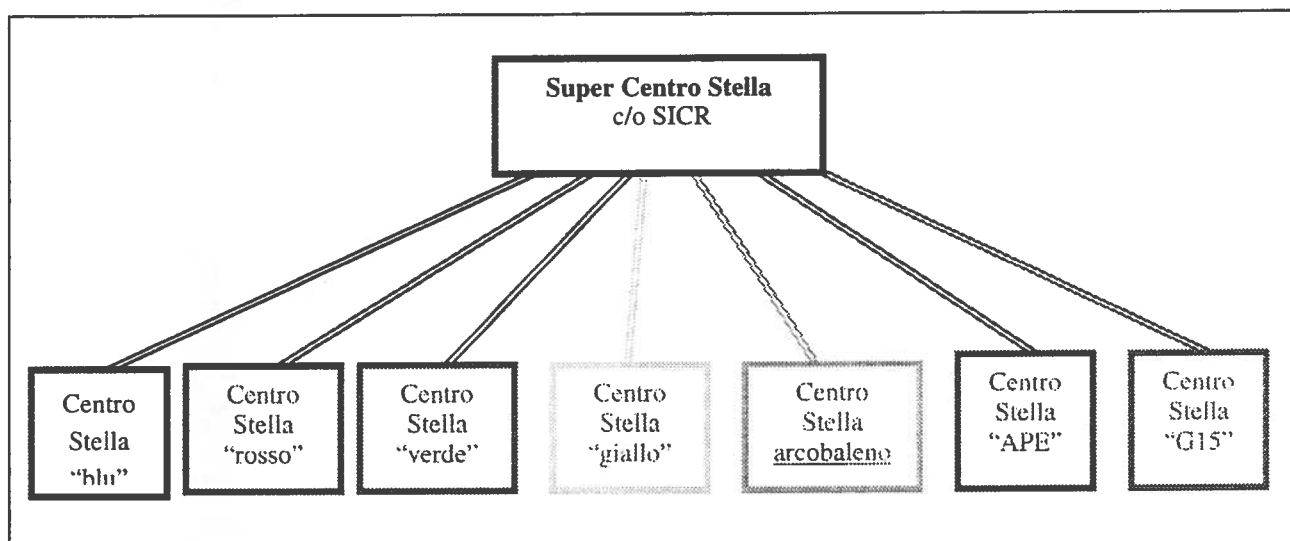 Super Centro Stella
c/o SICR
Centro
Stella
“blu”
Centro
Stella
“rosso”
Centro
Stella
“verde”
Centro
Stella
“giallo”
Centro
Stella
arcobaleno
Centro
Stella
“APE”
Centro
Stella
“G15”